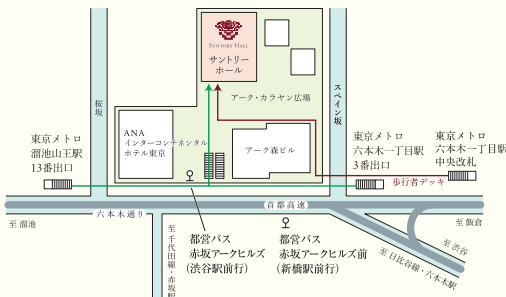 SUNTORY HALL
サントリー
ホール
アーク・カラヤン広場
桜坂
スペイン坂
ANA
インターコンチネンタル
ホテル東京
アーク森ビル
東京メトロ
溜池山王駅
13番出口
東京メトロ
六本木一丁目駅
3番出口
東京メトロ
六本木一丁目駅
中央改札
歩行者デッキ
首都高速
六本木通り
至溜池
至飯倉
至渋谷
至日比谷線・六本木駅
至千代田線・赤坂駅
都営バス
赤坂アークヒルズ
(渋谷駅前行)
都営バス
赤坂アークヒルズ前
(新橋駅前行)